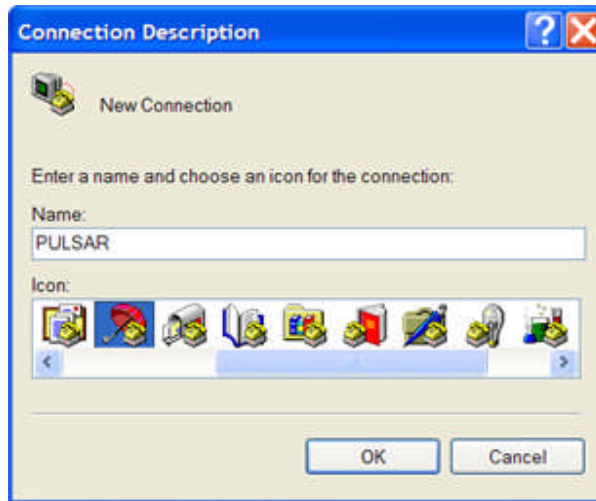 Connection Description
New Connection
Enter a name and choose an icon for the connection:
Name:
PULSAR
Icon:
OK
Cancel